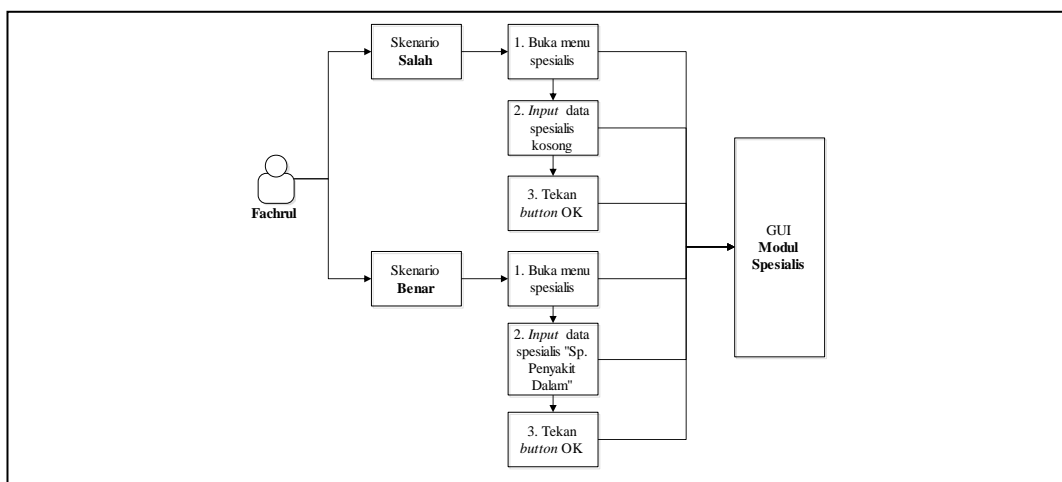 Skenario
Salah
1. Buka menu
spesialis
2. Input data
spesialis
kosong
3. Tekan
button OK
Fachrul
Skenario
Benar
1. Buka menu
spesialis
2. Input data
spesialis "Sp.
Penyakit
Dalam"
3. Tekan
button OK
GUI
Modul
Spesialis